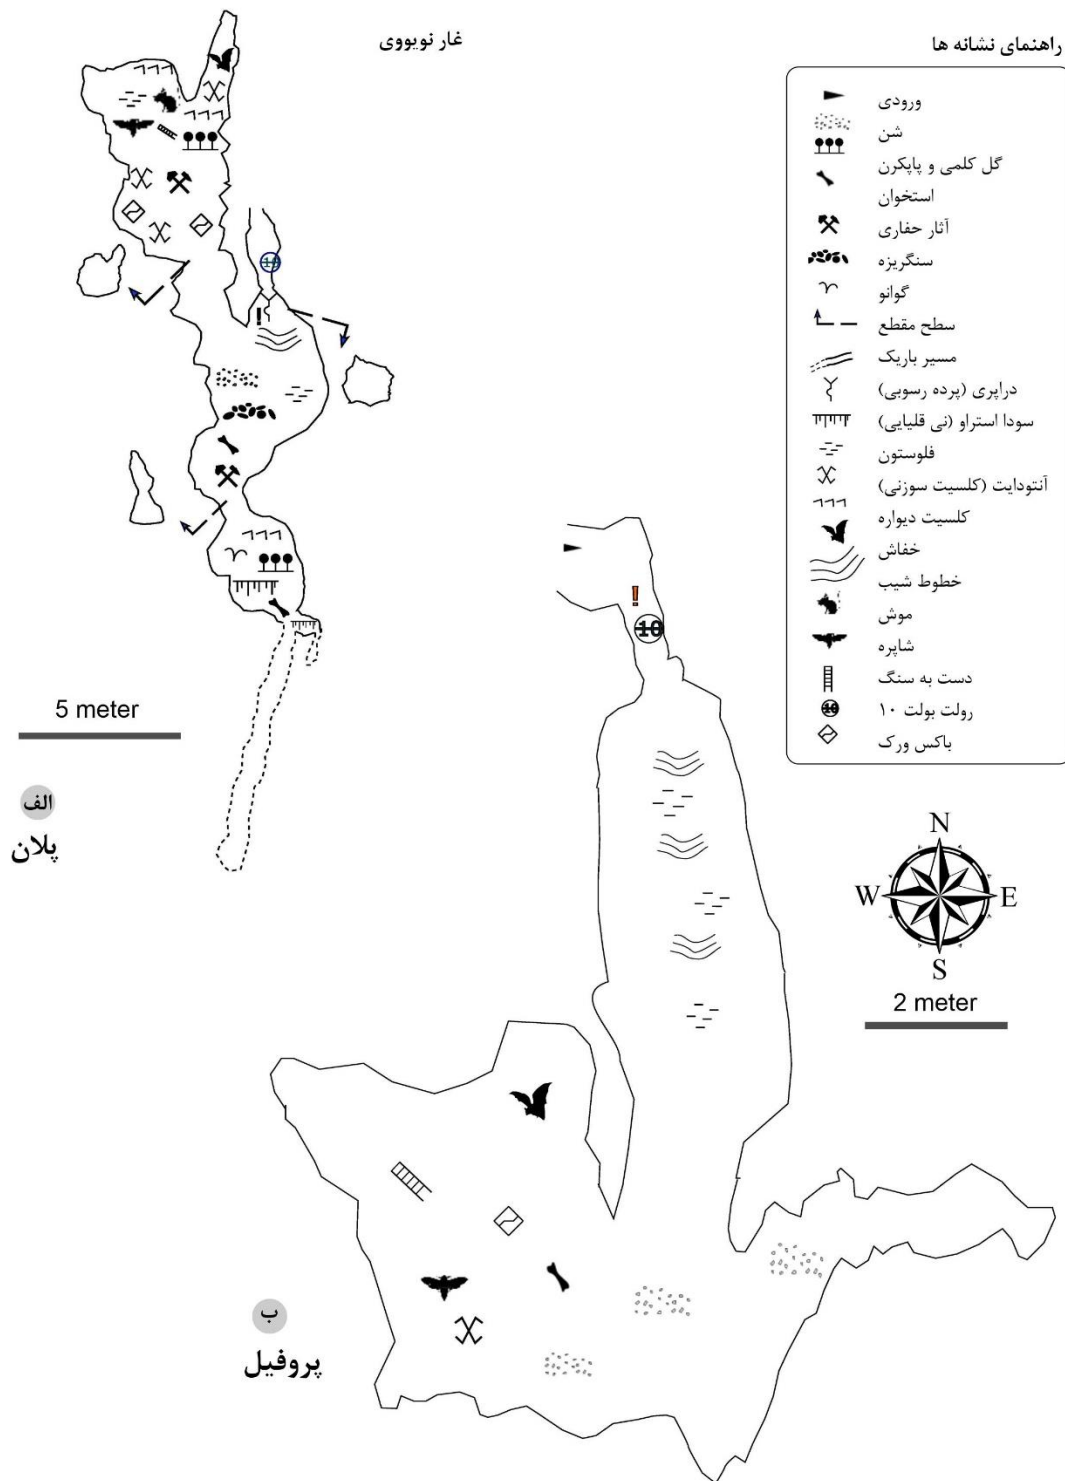 غار نویووی
راهنمای نشانه ها
ورودی
شن
گل کلمی و پاپکرن
استخوان
آثار حفاری
سنگریزه
گوانو
سطح مقطع
مسیر باریک
دراپری (پرده رسوبی)
سودا استراو (نی قلیایی)
فلوستون
آنتودایت (کلسیت سوزنی)
کلسیت دیواره
خفاش
خطوط شیب
موش
شاپره
دست به سنگ
رولت بولت ۱۰
باکس ورک
10
10
10
!
!
5 meter
الف
پلان
N
W E
S
2 meter
ب
پروفیل